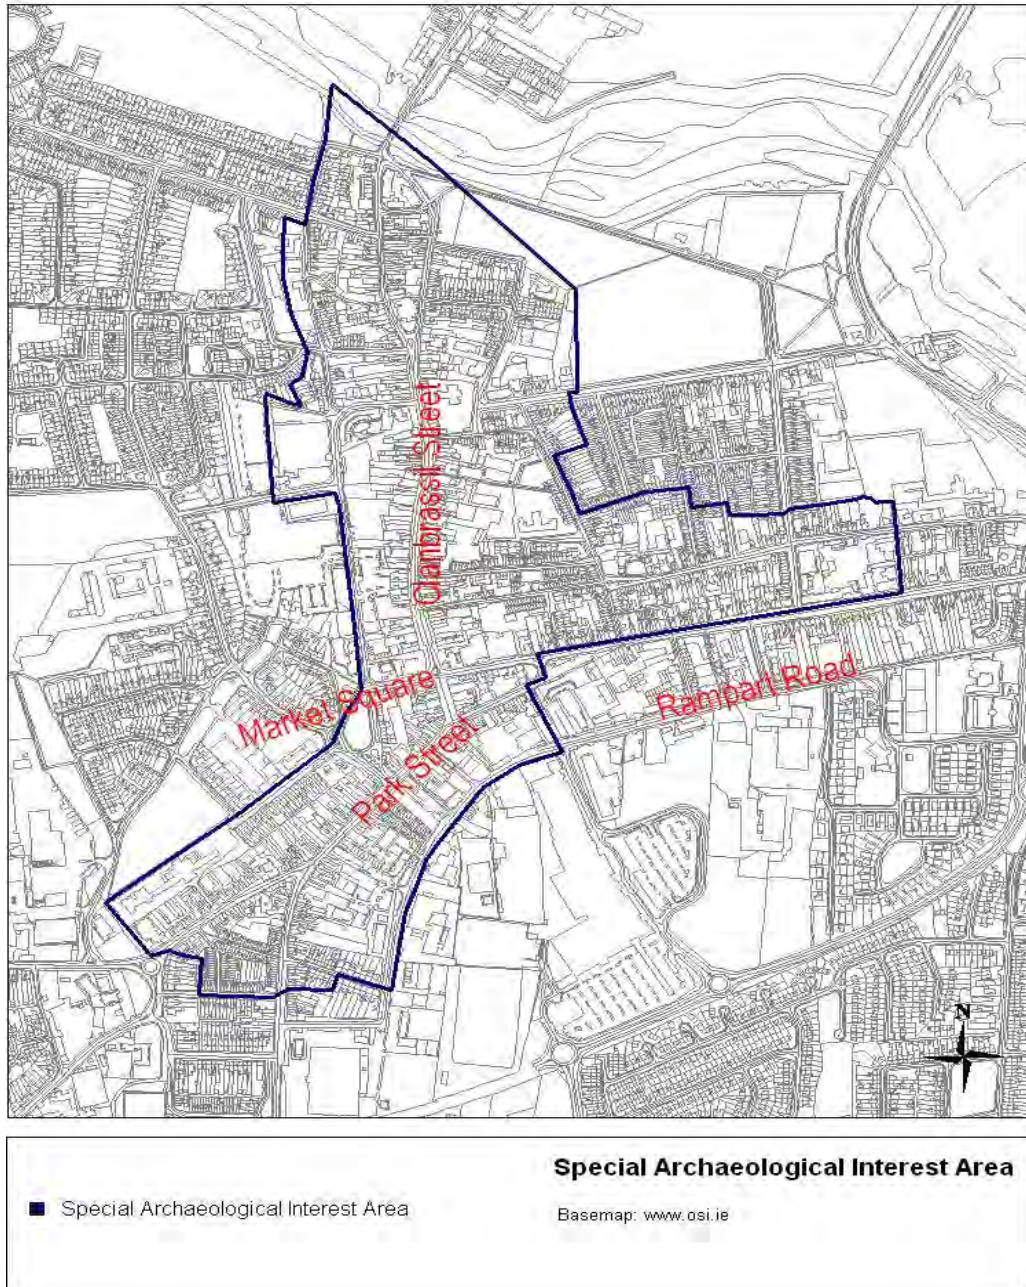 Clanbrassil Street
Market Square
Park Street
Rampart Road
N
Special Archaeological Interest Area
Special Archaeological Interest Area
Basemap: www.osi.ie